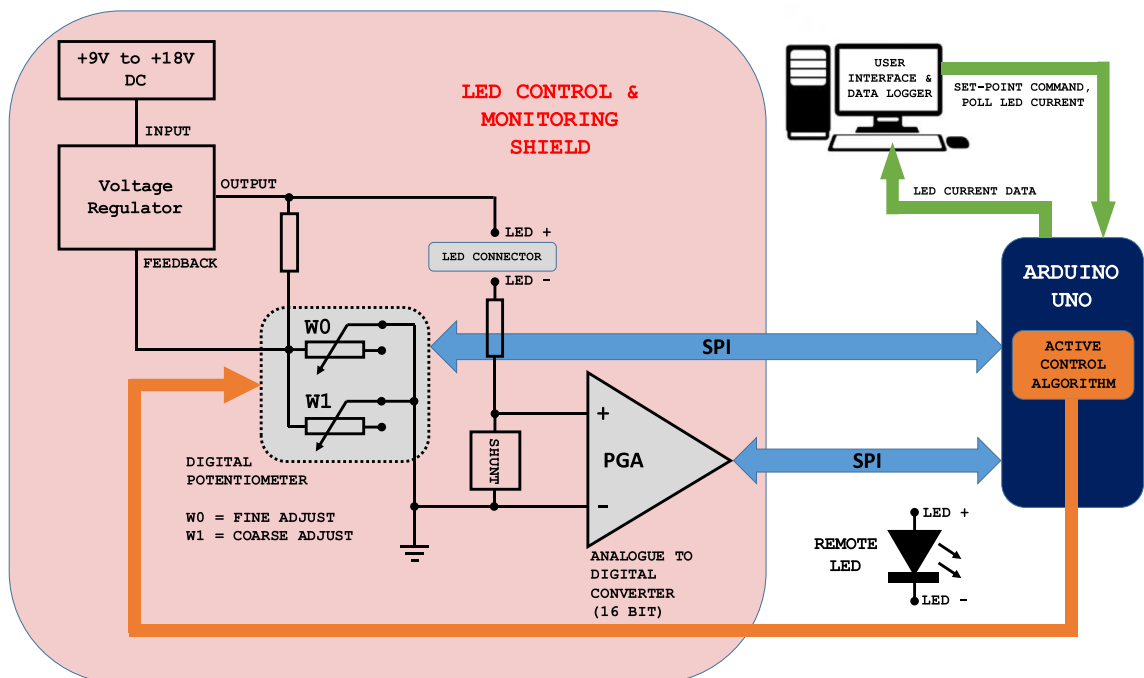 +9V to +18V
DC
INPUT
Voltage
Regulator
OUTPUT
FEEDBACK
LED CONTROL &
MONITORING
SHIELD
LED +
LED CONNECTOR
LED -
W0
W1
DIGITAL
POTENTIOMETER
W0 = FINE ADJUST
W1 = COARSE ADJUST
SHUNT
+
PGA
−
ANALOGUE TO
DIGITAL
CONVERTER
(16 BIT)
SPI
SPI
USER
INTERFACE &
DATA LOGGER
SET-POINT COMMAND,
POLL LED CURRENT
LED CURRENT DATA
ARDUINO
UNO
ACTIVE
CONTROL
ALGORITHM
REMOTE
LED
LED +
LED -